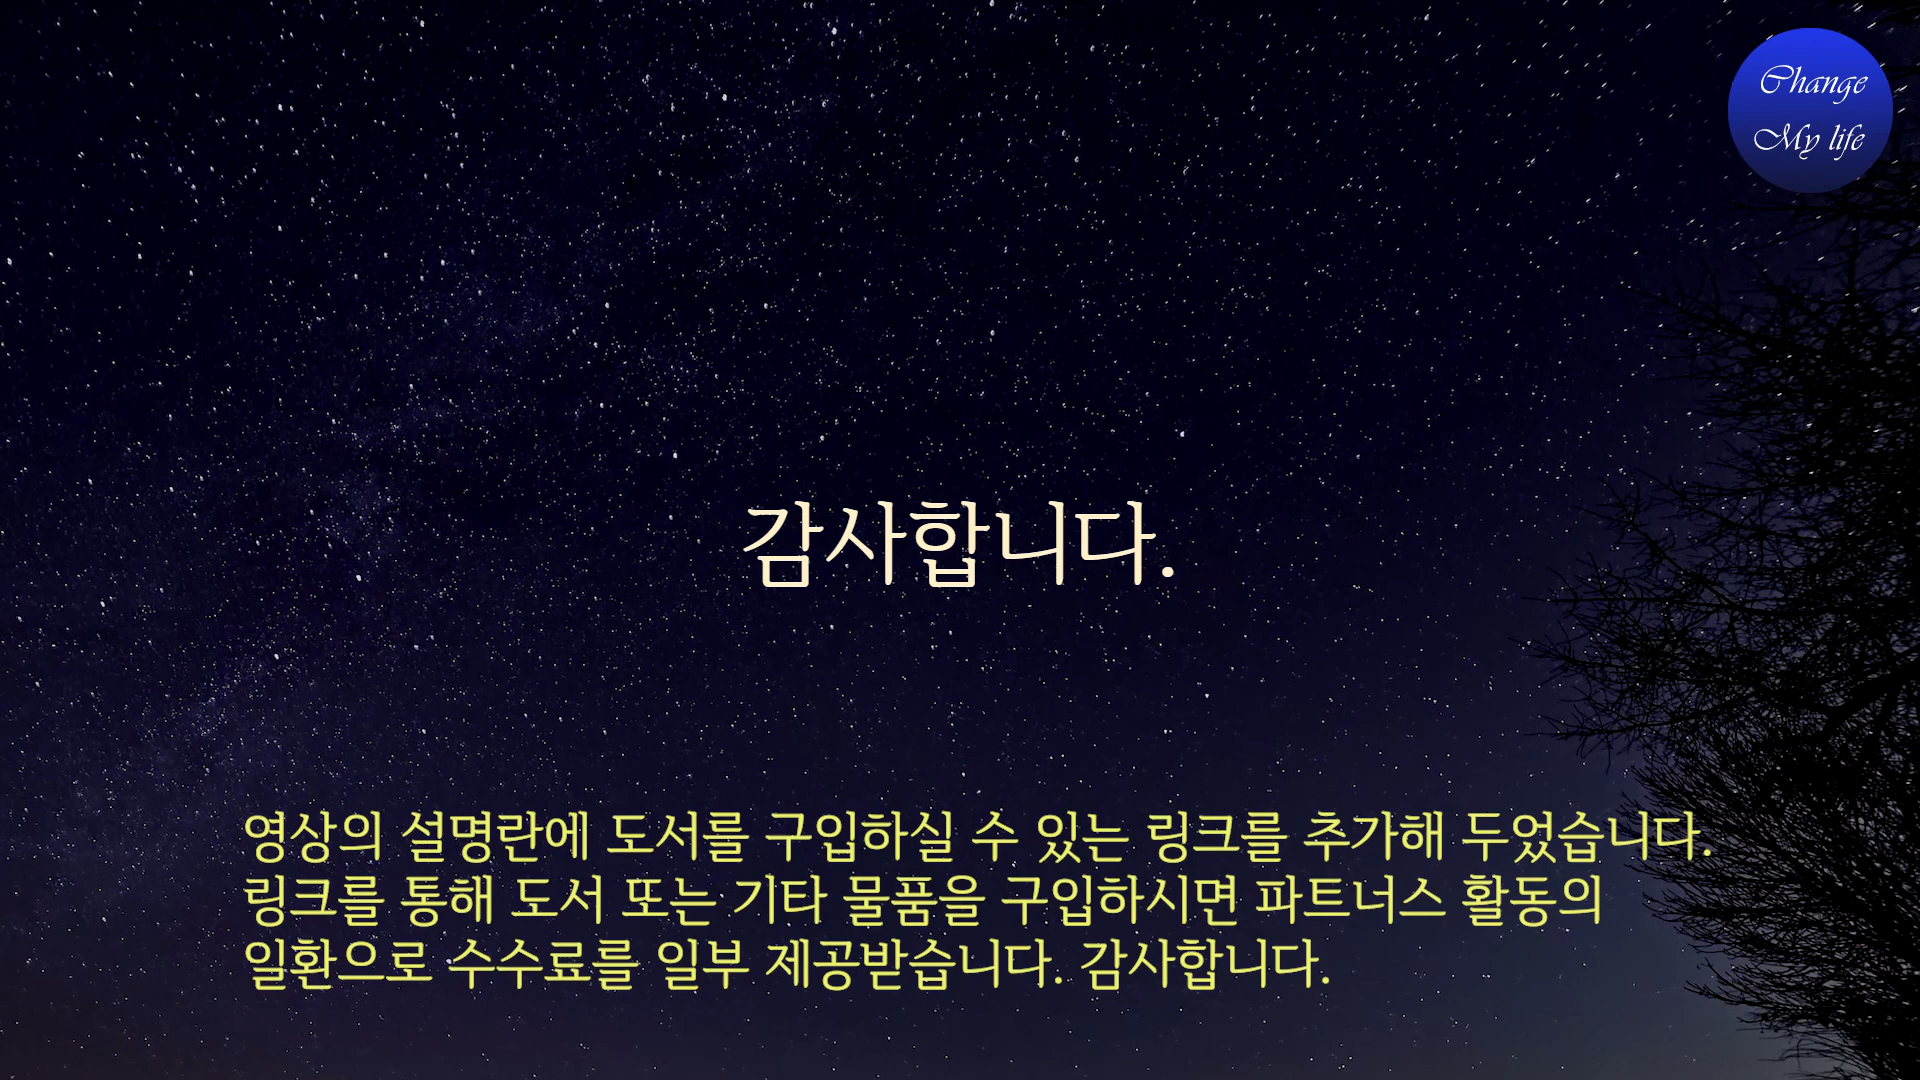 Change
My life
감사합니다.
영상의 설명란에 도서를 구입하실 수 있는 링크를 추가해 두었습니다.
링크를 통해 도서 또는 기타 물품을 구입하시면 파트너스 활동의
일환으로 수수료를 일부 제공받습니다. 감사합니다.